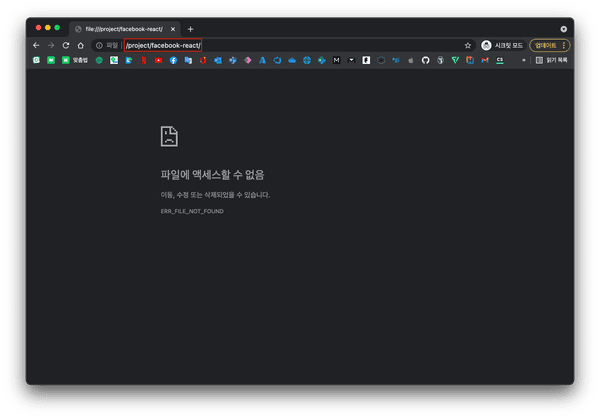 file:///project/facebook-react/
파일 /project/facebook-react/ 시크릿 모드 업데이트
맞춤법 M CS » 읽기 목록
파일에 액세스할 수 없음
이동, 수정 또는 삭제되었을 수 있습니다.
ERR_FILE_NOT_FOUND